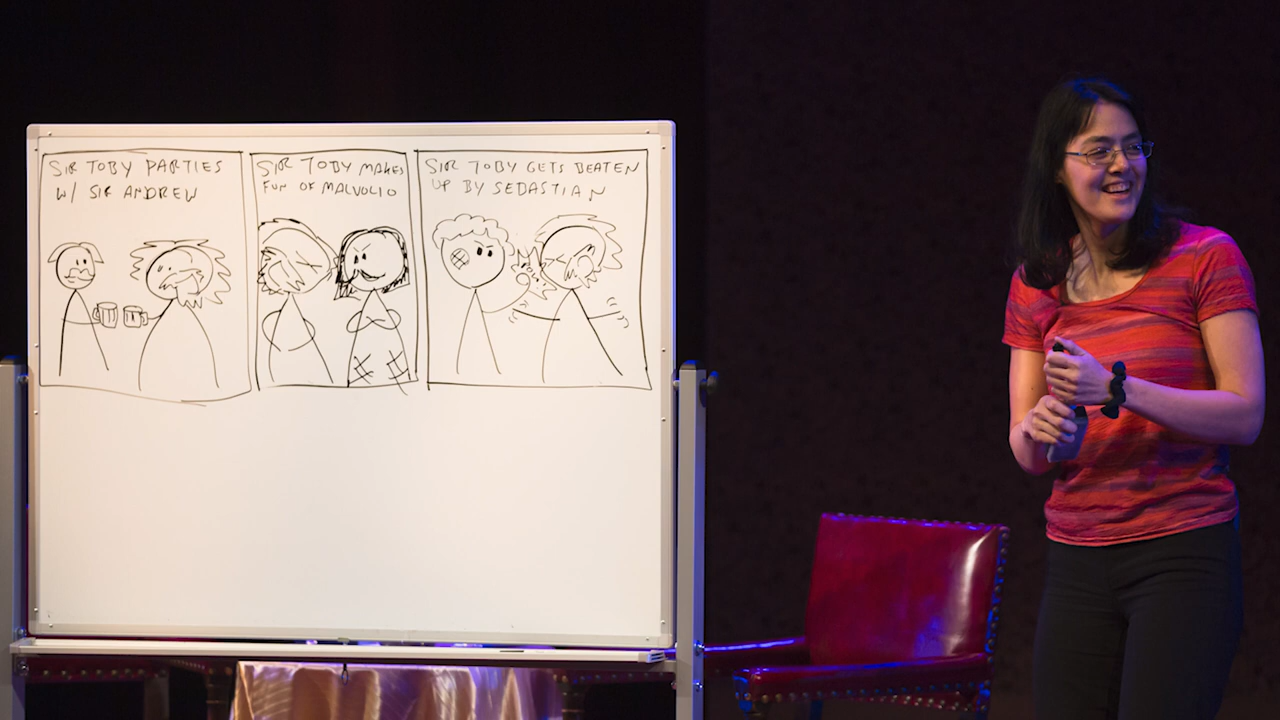 SIR TOBY PARTIES
W/ SIR ANDREW
SIR TOBY MAKES
FUN OF MALVOLIO
SIR TOBY GETS BEATEN
UP BY SEBASTIAN